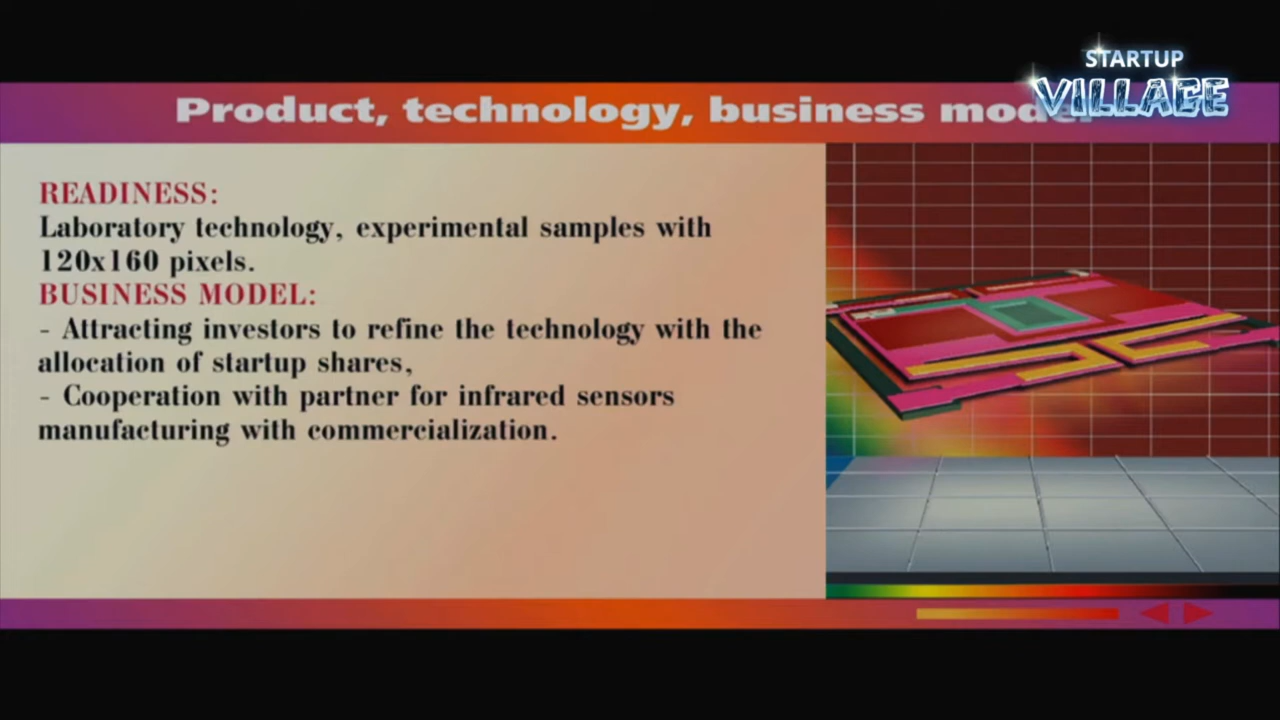 STARTUP
VILLAGE
Product, technology, business model
READINESS:
Laboratory technology, experimental samples with
120x160 pixels.
BUSINESS MODEL:
- Attracting investors to refine the technology with the
allocation of startup shares,
- Cooperation with partner for infrared sensors
manufacturing with commercialization.